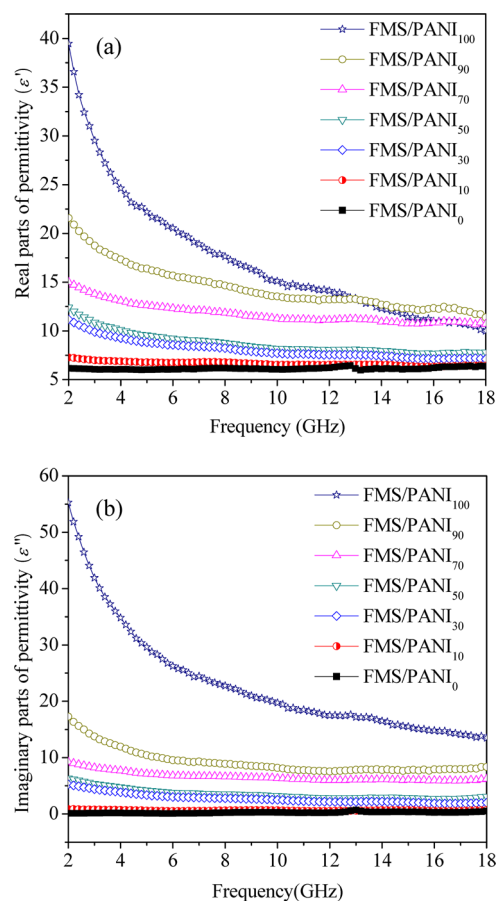 (a)
FMS/PANI₁₀₀
FMS/PANI₉₀
FMS/PANI₇₀
FMS/PANI₅₀
FMS/PANI₃₀
FMS/PANI₁₀
FMS/PANI₀
Real parts of permittivity (ε')
40
35
30
25
20
15
10
5
2 4 6 8 10 12 14 16 18
Frequency (GHz)
(b)
FMS/PANI₁₀₀
FMS/PANI₉₀
FMS/PANI₇₀
FMS/PANI₅₀
FMS/PANI₃₀
FMS/PANI₁₀
FMS/PANI₀
Imaginary parts of permittivity (ε'')
60
50
40
30
20
10
0
2 4 6 8 10 12 14 16 18
Frequency(GHz)